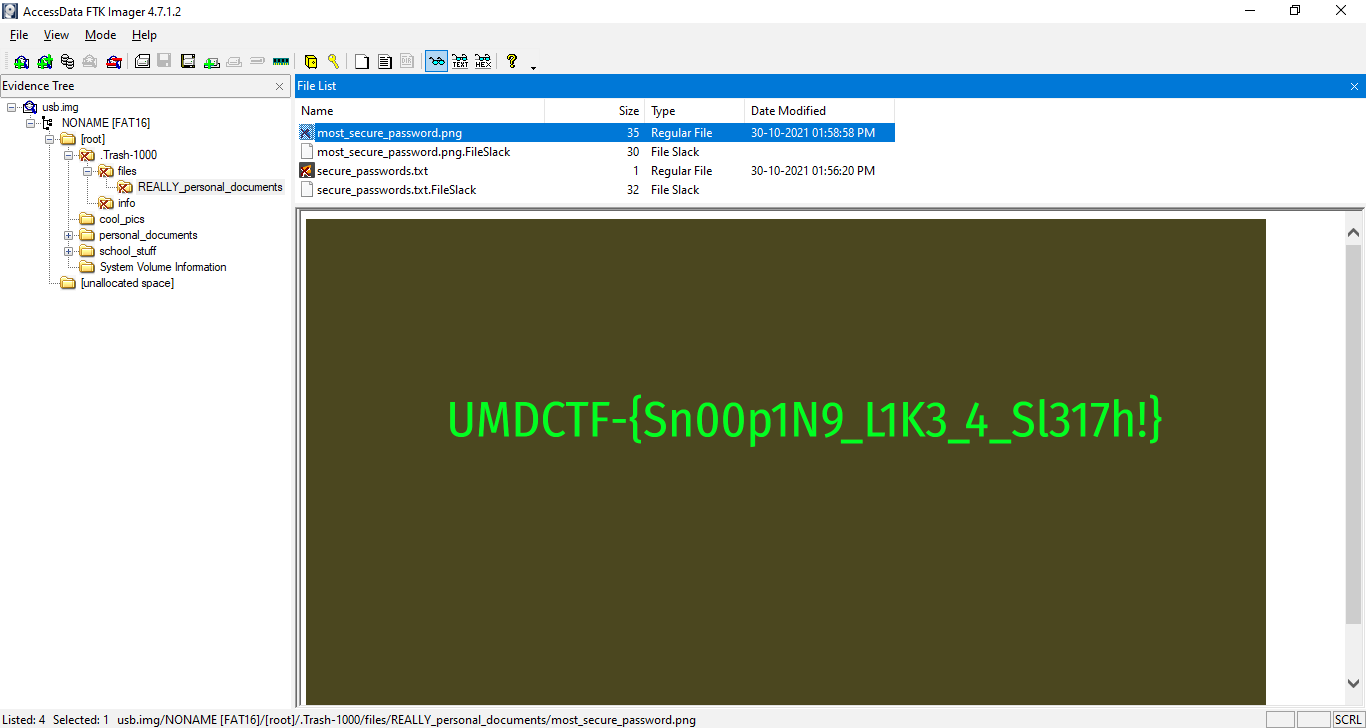 AccessData FTK Imager 4.7.1.2
File View Mode Help
TEXT HEX
Evidence Tree
usb.img
NONAME [FAT16]
[root]
.Trash-1000
files
REALLY_personal_documents
info
cool_pics
personal_documents
school_stuff
System Volume Information
[unallocated space]
File List
Name Size Type Date Modified
most_secure_password.png 35 Regular File 30-10-2021 01:58:58 PM
most_secure_password.png.FileSlack 30 File Slack
secure_passwords.txt 1 Regular File 30-10-2021 01:56:20 PM
secure_passwords.txt.FileSlack 32 File Slack
UMDCTF-{Sn00p1N9_L1K3_4_Sl317h!}
Listed: 4 Selected: 1 usb.img/NONAME [FAT16]/[root]/.Trash-1000/files/REALLY_personal_documents/most_secure_password.png
SCRL